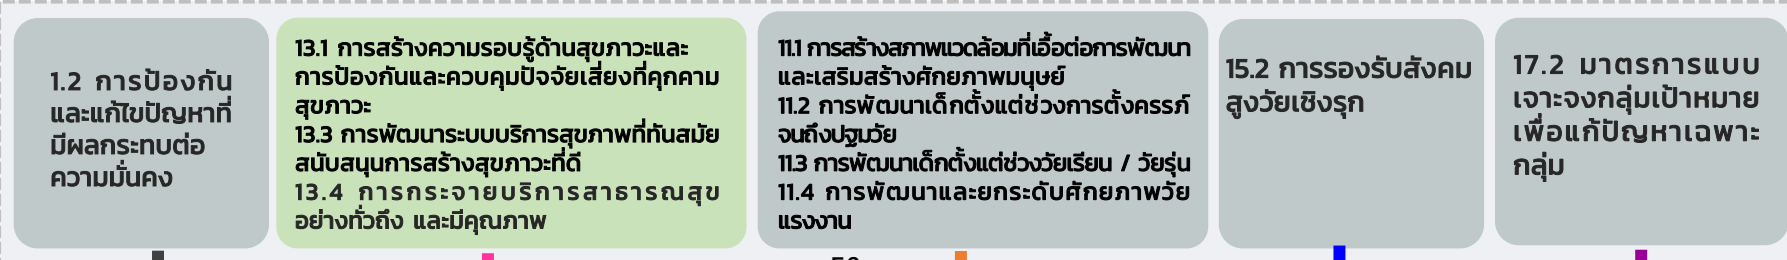 1.2 การป้องกัน
และแก้ไขปัญหาที่
มีผลกระทบต่อ
ความมั่นคง
13.1 การสร้างความรอบรู้ด้านสุขภาวะและ
การป้องกันและควบคุมปัจจัยเสี่ยงที่คุกคาม
สุขภาวะ
13.3 การพัฒนาระบบบริการสุขภาพที่ทันสมัย
สนับสนุนการสร้างสุขภาวะที่ดี
13.4 การกระจายบริการสาธารณสุข
อย่างทั่วถึง และมีคุณภาพ
11.1 การสร้างสภาพแวดล้อมที่เอื้อต่อการพัฒนา
และเสริมสร้างศักยภาพมนุษย์
11.2 การพัฒนาเด็กตั้งแต่ช่วงการตั้งครรภ์
จนถึงปฐมวัย
11.3 การพัฒนาเด็กตั้งแต่ช่วงวัยเรียน / วัยรุ่น
11.4 การพัฒนาและยกระดับศักยภาพวัย
แรงงาน
15.2 การรองรับสังคม
สูงวัยเชิงรุก
17.2 มาตรการแบบ
เจาะจงกลุ่มเป้าหมาย
เพื่อแก้ปัญหาเฉพาะ
กลุ่ม